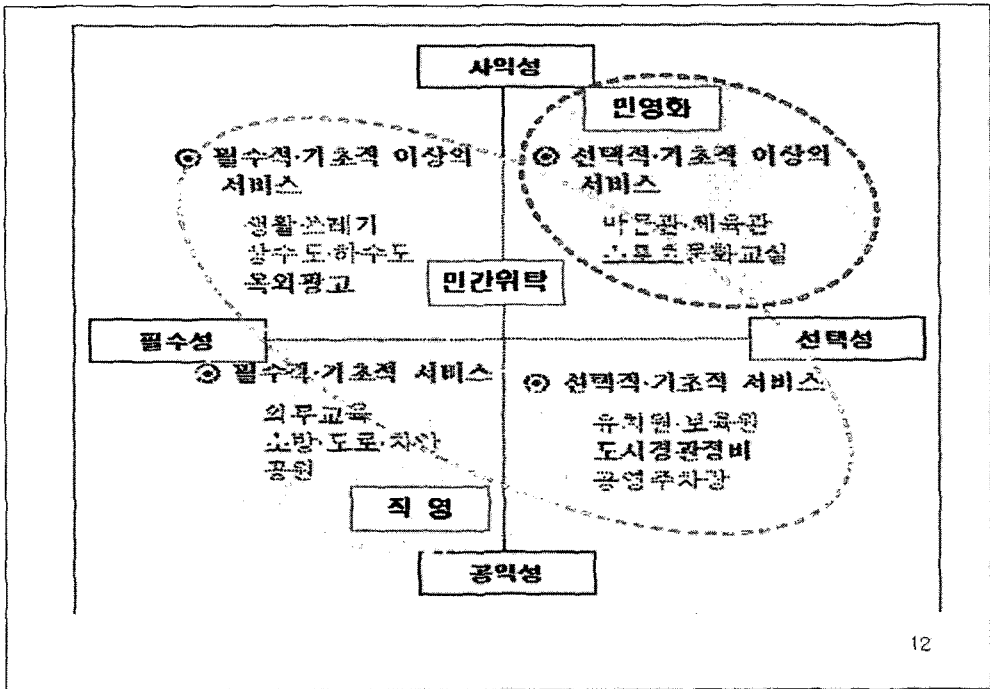 사익성
민영화
⊙ 필수적·기초적 이상의
서비스
생활쓰레기
상수도·하수도
옥외광고
⊙ 선택적·기초적 이상의
서비스
박물관·체육관
스포츠문화교실
민간위탁
필수성
선택성
⊙ 필수적·기초적 서비스
의무교육
소방·도로·치안
공원
⊙ 선택적·기초적 서비스
유치원·보육원
도시경관정비
공영주차장
직 영
공익성
12